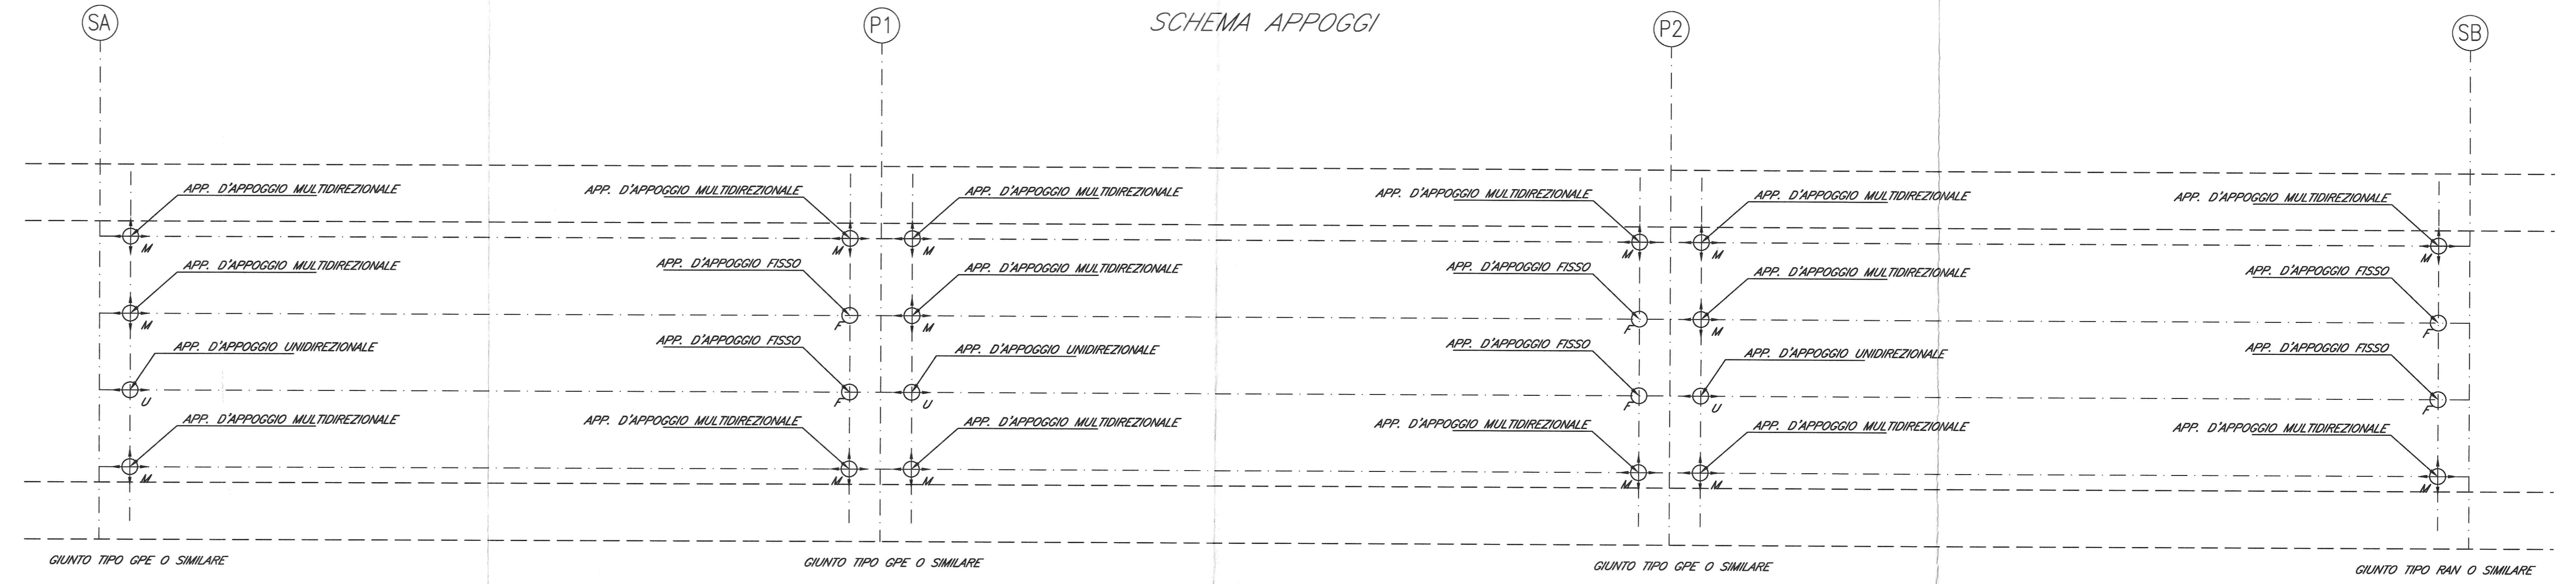 SA
P1
SCHEMA APPOGGI
P2
SB
APP. D'APPOGGIO MULTIDIREZIONALE
APP. D'APPOGGIO MULTIDIREZIONALE
APP. D'APPOGGIO MULTIDIREZIONALE
APP. D'APPOGGIO MULTIDIREZIONALE
APP. D'APPOGGIO MULTIDIREZIONALE
APP. D'APPOGGIO MULTIDIREZIONALE
M
M
M
M
M
M
APP. D'APPOGGIO MULTIDIREZIONALE
APP. D'APPOGGIO FISSO
APP. D'APPOGGIO MULTIDIREZIONALE
APP. D'APPOGGIO FISSO
APP. D'APPOGGIO MULTIDIREZIONALE
APP. D'APPOGGIO FISSO
M
F
M
F
M
F
APP. D'APPOGGIO UNIDIREZIONALE
APP. D'APPOGGIO FISSO
APP. D'APPOGGIO UNIDIREZIONALE
APP. D'APPOGGIO FISSO
APP. D'APPOGGIO UNIDIREZIONALE
APP. D'APPOGGIO FISSO
U
F
U
F
U
F
APP. D'APPOGGIO MULTIDIREZIONALE
APP. D'APPOGGIO MULTIDIREZIONALE
APP. D'APPOGGIO MULTIDIREZIONALE
APP. D'APPOGGIO MULTIDIREZIONALE
APP. D'APPOGGIO MULTIDIREZIONALE
APP. D'APPOGGIO MULTIDIREZIONALE
M
M
M
M
M
M
GIUNTO TIPO GPE O SIMILARE
GIUNTO TIPO GPE O SIMILARE
GIUNTO TIPO GPE O SIMILARE
GIUNTO TIPO RAN O SIMILARE